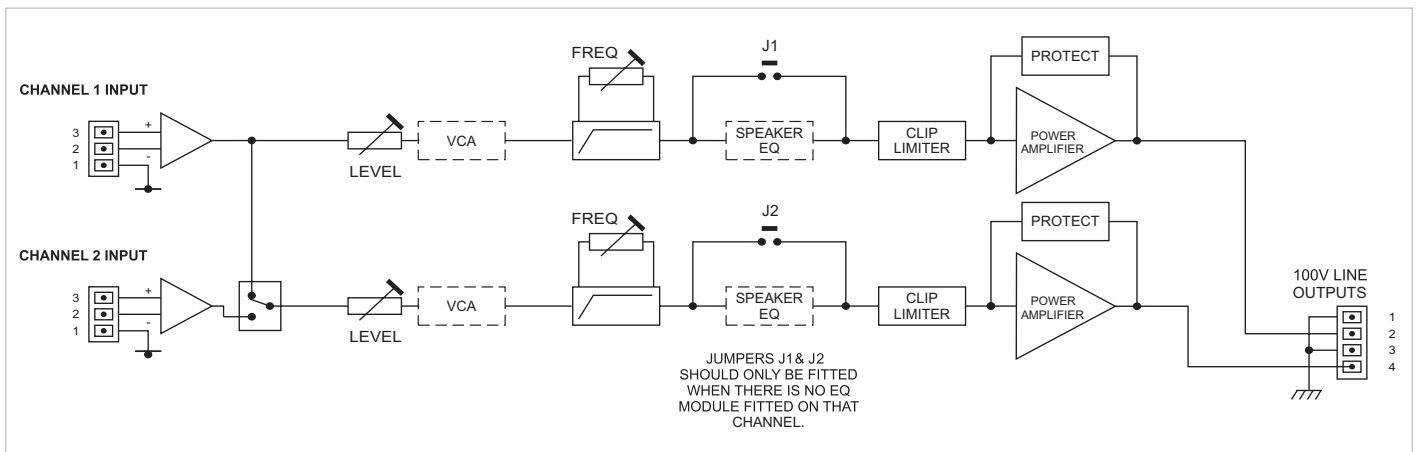 CHANNEL 1 INPUT
3
2
1
+
-
LEVEL
VCA
FREQ
J1
SPEAKER
EQ
CLIP
LIMITER
PROTECT
POWER
AMPLIFIER
CHANNEL 2 INPUT
3
2
1
+
-
LEVEL
VCA
FREQ
J2
SPEAKER
EQ
CLIP
LIMITER
PROTECT
POWER
AMPLIFIER
100V LINE
OUTPUTS
1
2
3
4
JUMPERS J1& J2
SHOULD ONLY BE FITTED
WHEN THERE IS NO EQ
MODULE FITTED ON THAT
CHANNEL.